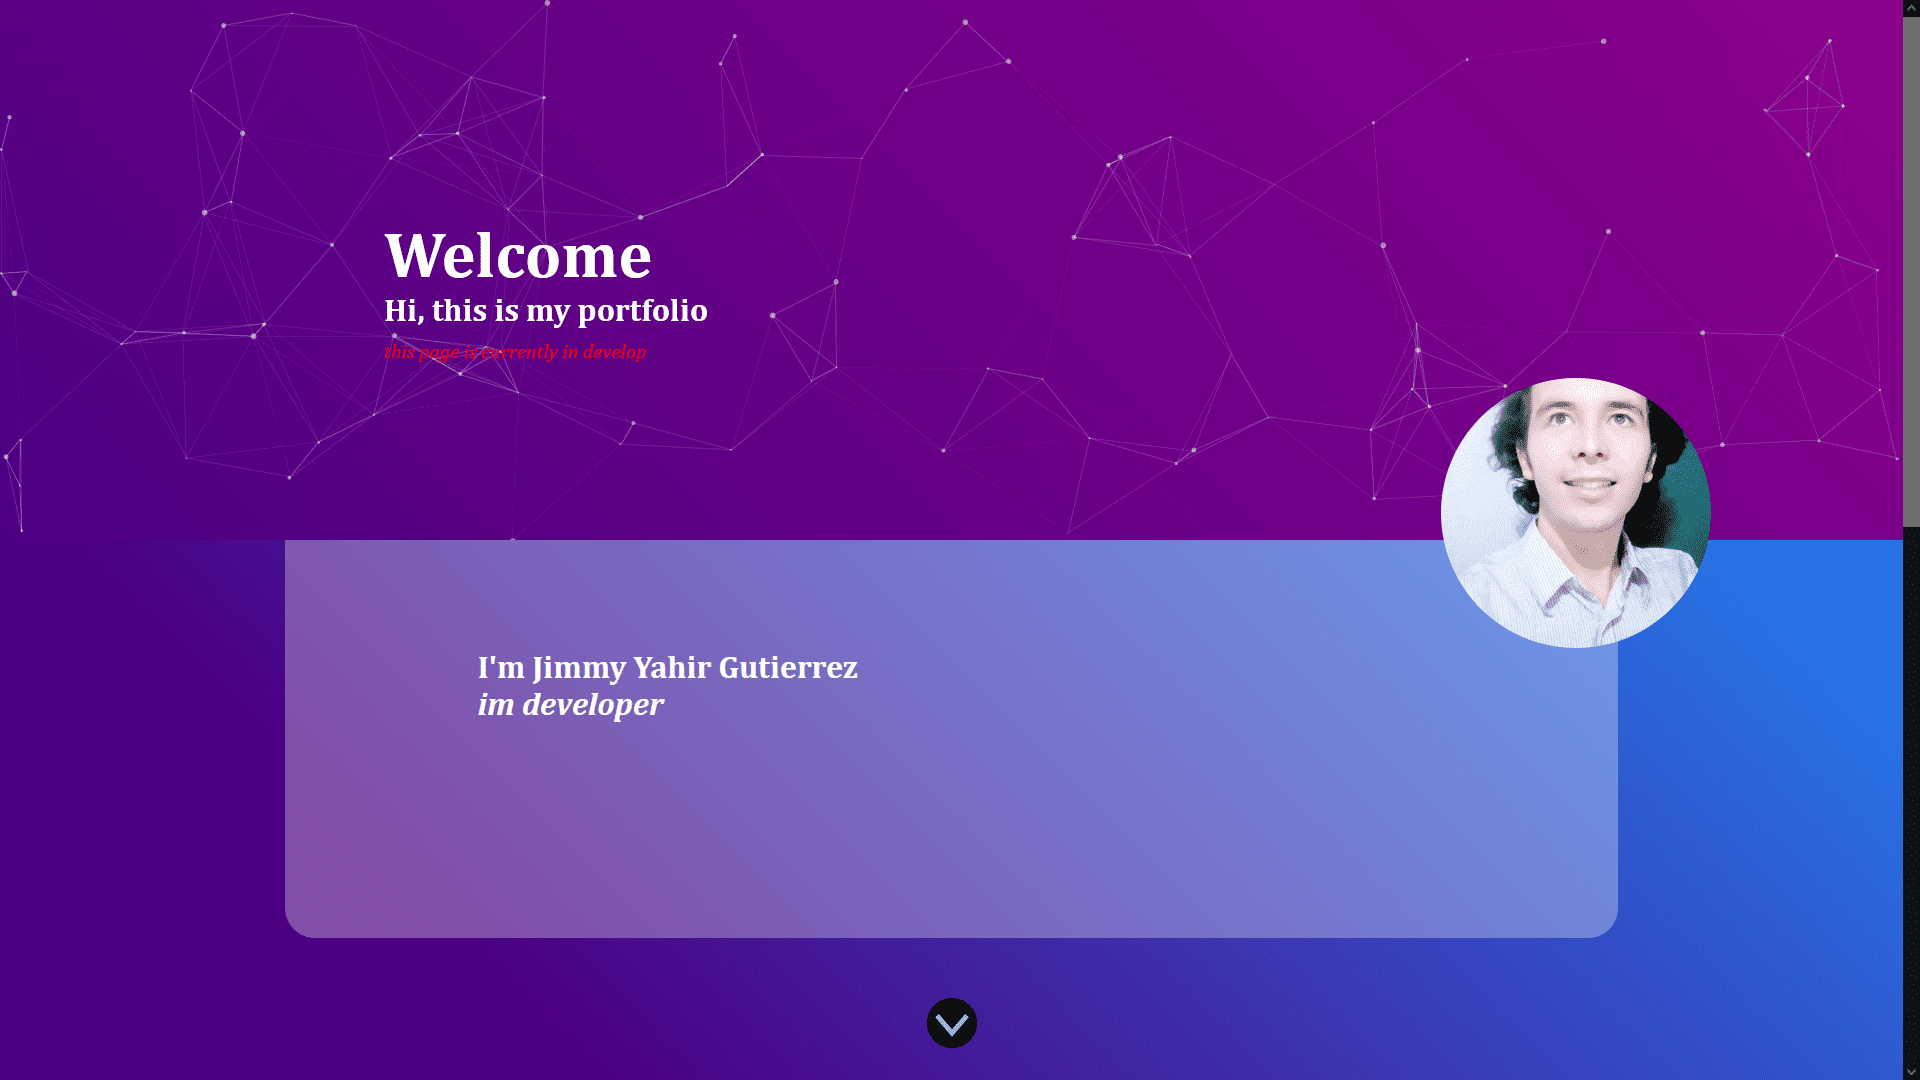 Welcome
Hi, this is my portfolio
this page is currently in develop
I'm Jimmy Yahir Gutierrez
im developer